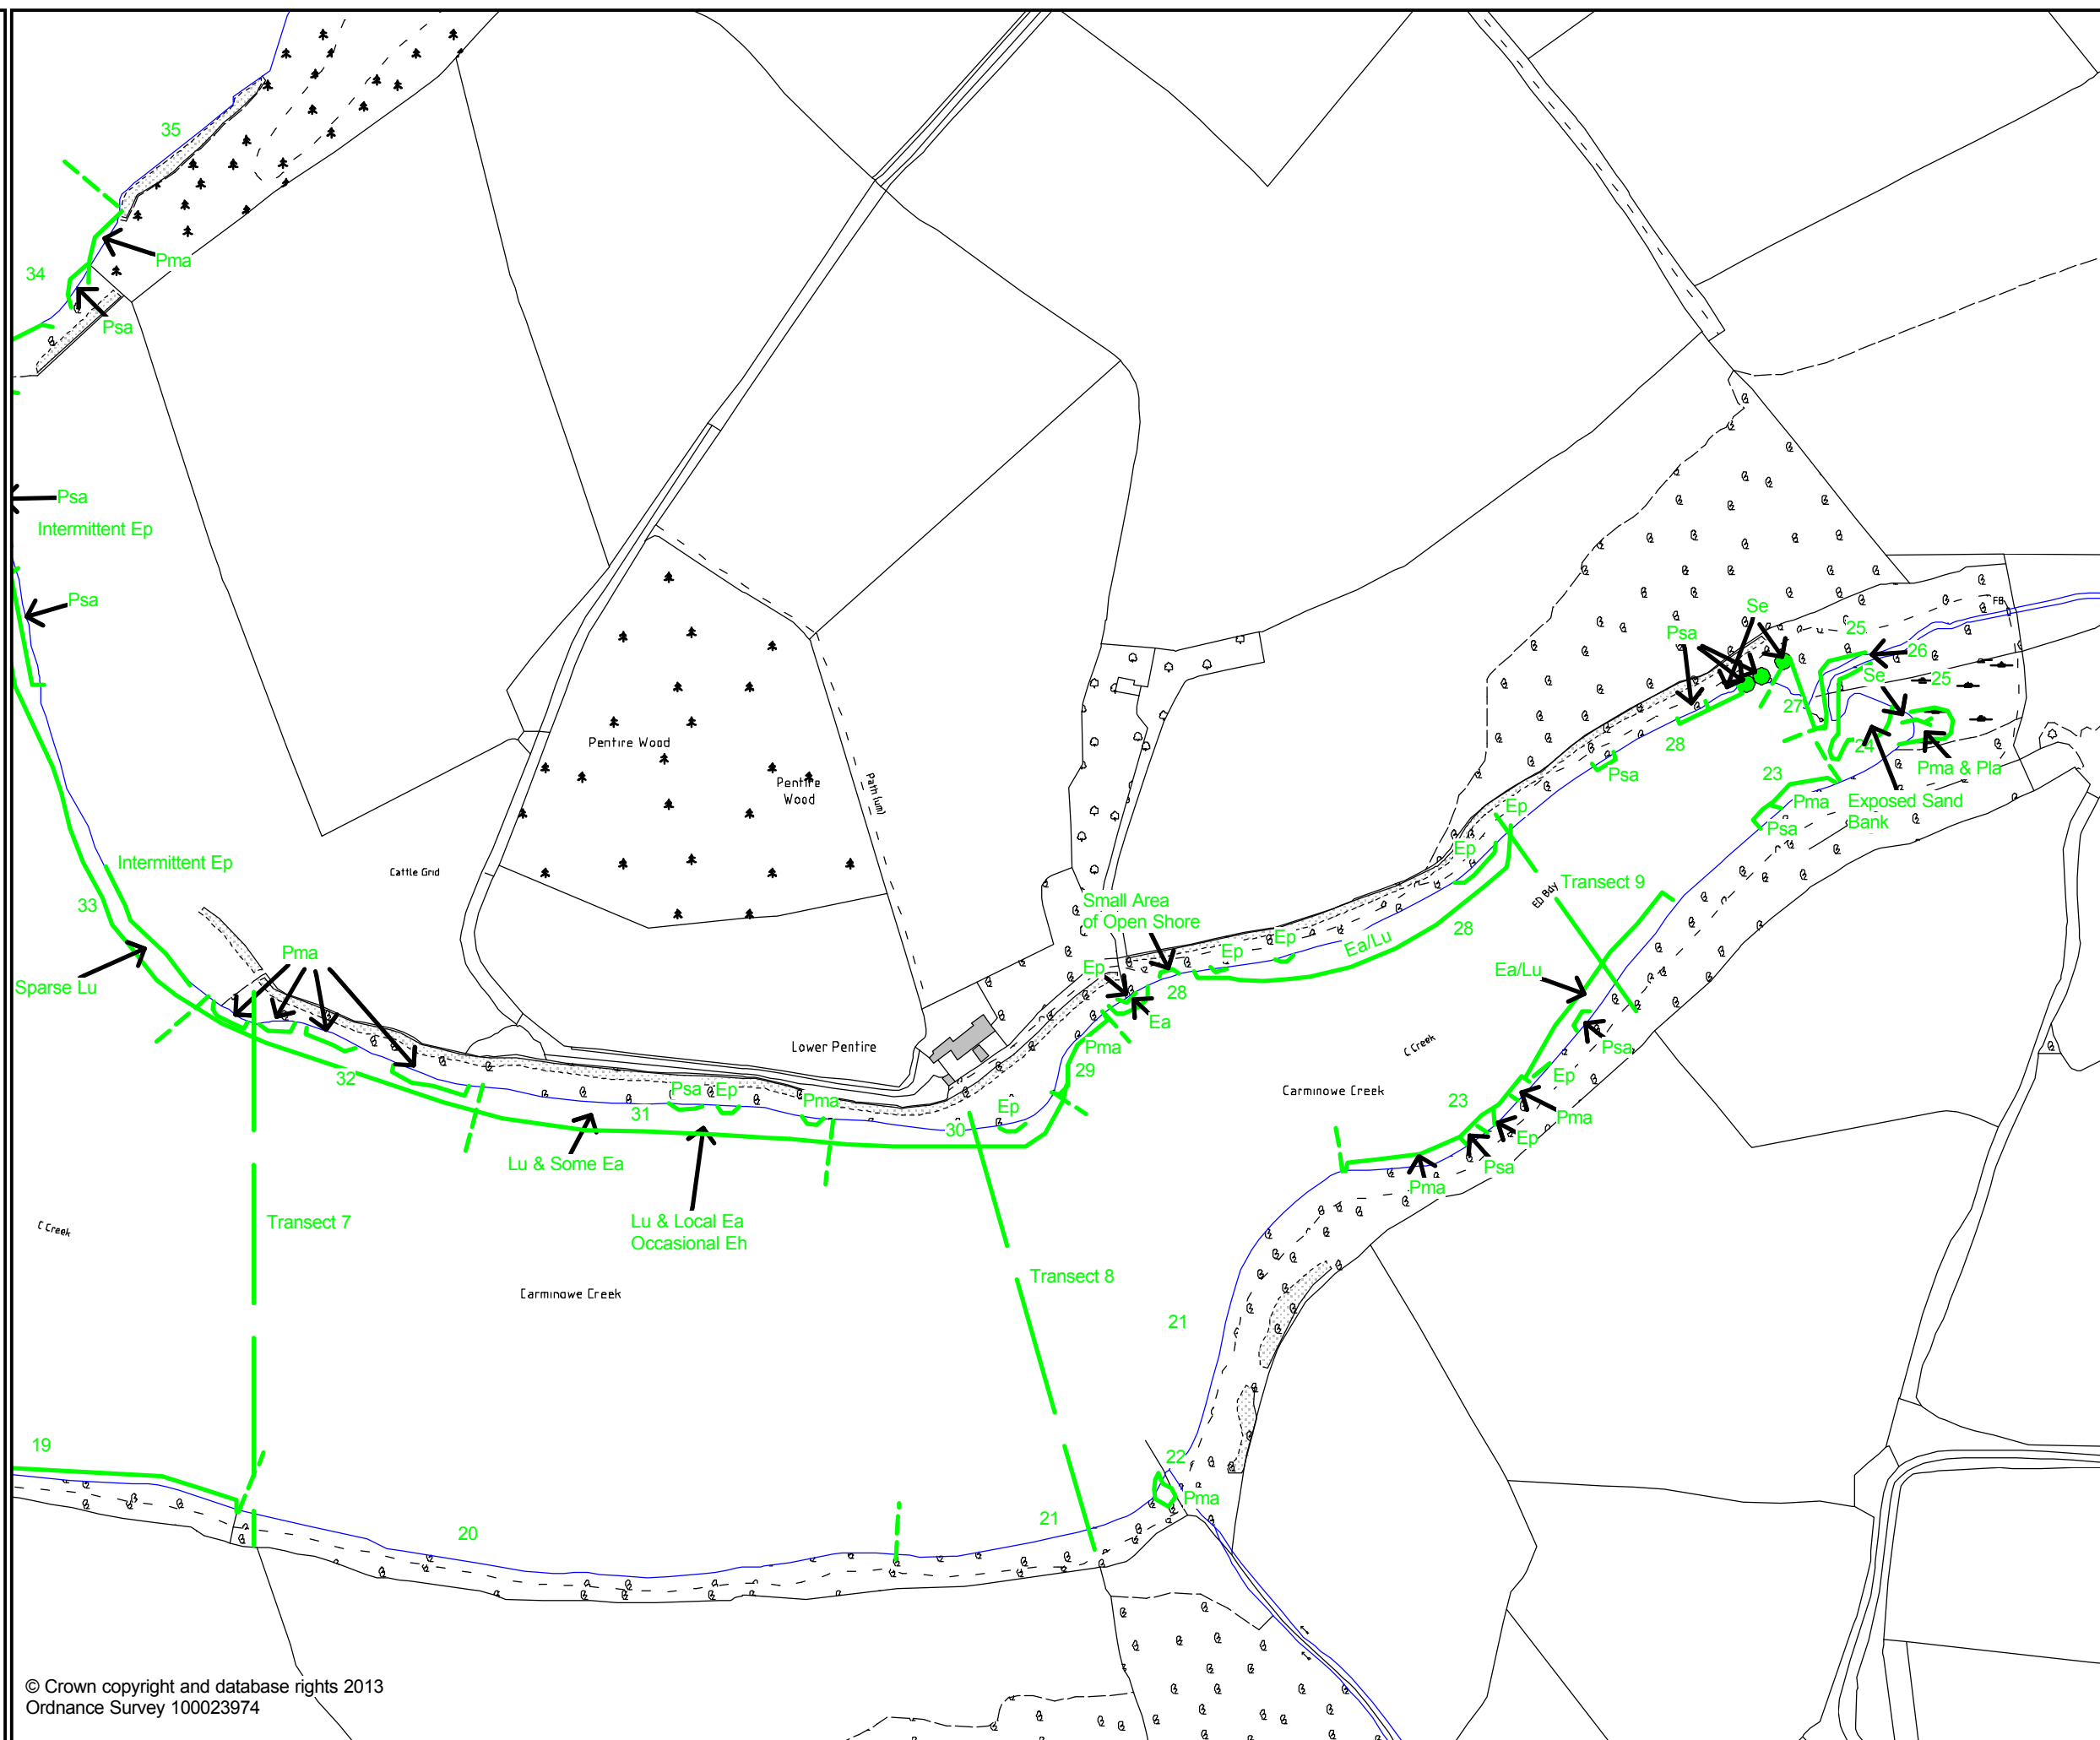 35
Pma
34
Psa
Psa
Intermittent Ep
Psa
Se
Psa
25
FB
26
Se
25
27
28
24
Pma & Pla
Psa
23
Pma
Exposed Sand
Bank
Psa
Pentire Wood
Pentire
Wood
Path (um)
Ep
Ep
Intermittent Ep
Cattle Grid
33
Transect 9
ED Bdy
Small Area
of Open Shore
28
Ea/Lu
Ep
Ep
Ep
Pma
Sparse Lu
28
Ea
Ea/Lu
Pma
Lower Pentire
C Creek
Psa
29
32
Psa
Ep
Pma
31
Ep
30
Carminowe Creek
Ep
23
Pma
Ep
Psa
Pma
Lu & Some Ea
Lu & Local Ea
Occasional Eh
C Creek
Transect 7
Transect 8
Carminowe Creek
21
19
22
Pma
20
21
© Crown copyright and database rights 2013
Ordnance Survey 100023974